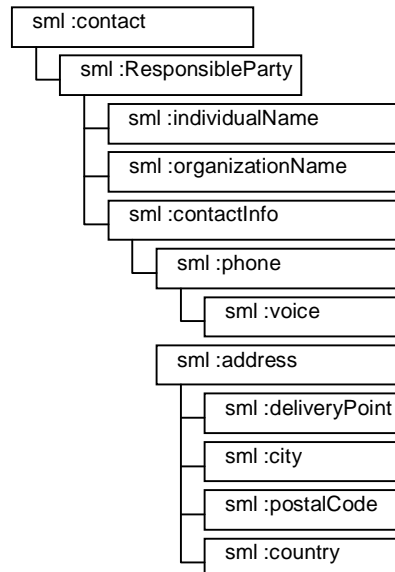 sml :contact
sml :ResponsibleParty
sml :individualName
sml :organizationName
sml :contactInfo
sml :phone
sml :voice
sml :address
sml :deliveryPoint
sml :city
sml :postalCode
sml :country